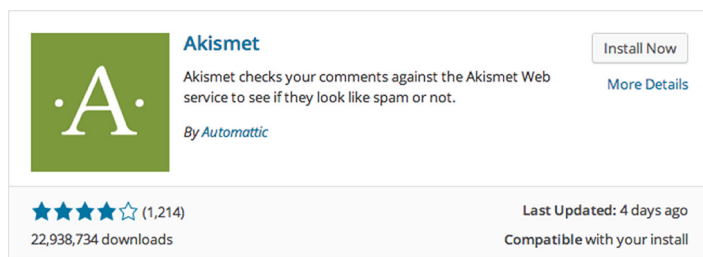 ·A·
Akismet
Install Now
Akismet checks your comments against the Akismet Web
service to see if they look like spam or not.
More Details
By Automattic
(1,214)
Last Updated: 4 days ago
22,938,734 downloads
Compatible with your install